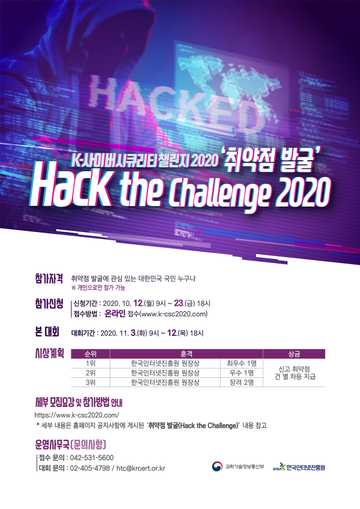 HACKED
K-사이버시큐리티 챌린지 2020 '취약점 발굴'
Hack the Challenge 2020
참가자격 취약점 발굴에 관심 있는 대한민국 국민 누구나
※ 개인으로만 참가 가능
참가신청 신청기간 : 2020. 10. 12.(월) 9시 ~ 23(금) 18시
접수방법 : 온라인 접수(www.k-csc2020.com)
본 대회 대회기간 : 2020. 11. 3.(화) 9시 ~ 12.(목) 18시
시상계획 순위 훈격 상금
1위 한국인터넷진흥원 원장상 최우수 1명
2위 한국인터넷진흥원 원장상 우수 1명
3위 한국인터넷진흥원 원장상 장려 2명
신고 취약점
건 별 차등 지급
세부 모집요강 및 참가방법 안내
https://www.k-csc2020.com/
* 세부 내용은 홈페이지 공지사항에 게시된 '취약점 발굴(Hack the Challenge)' 내용 참고
운영사무국(문의사항)
접수 문의 : 042-531-5600
대회 문의 : 02-405-4798 / htc@krcert.or.kr
과학기술정보통신부 한국인터넷진흥원